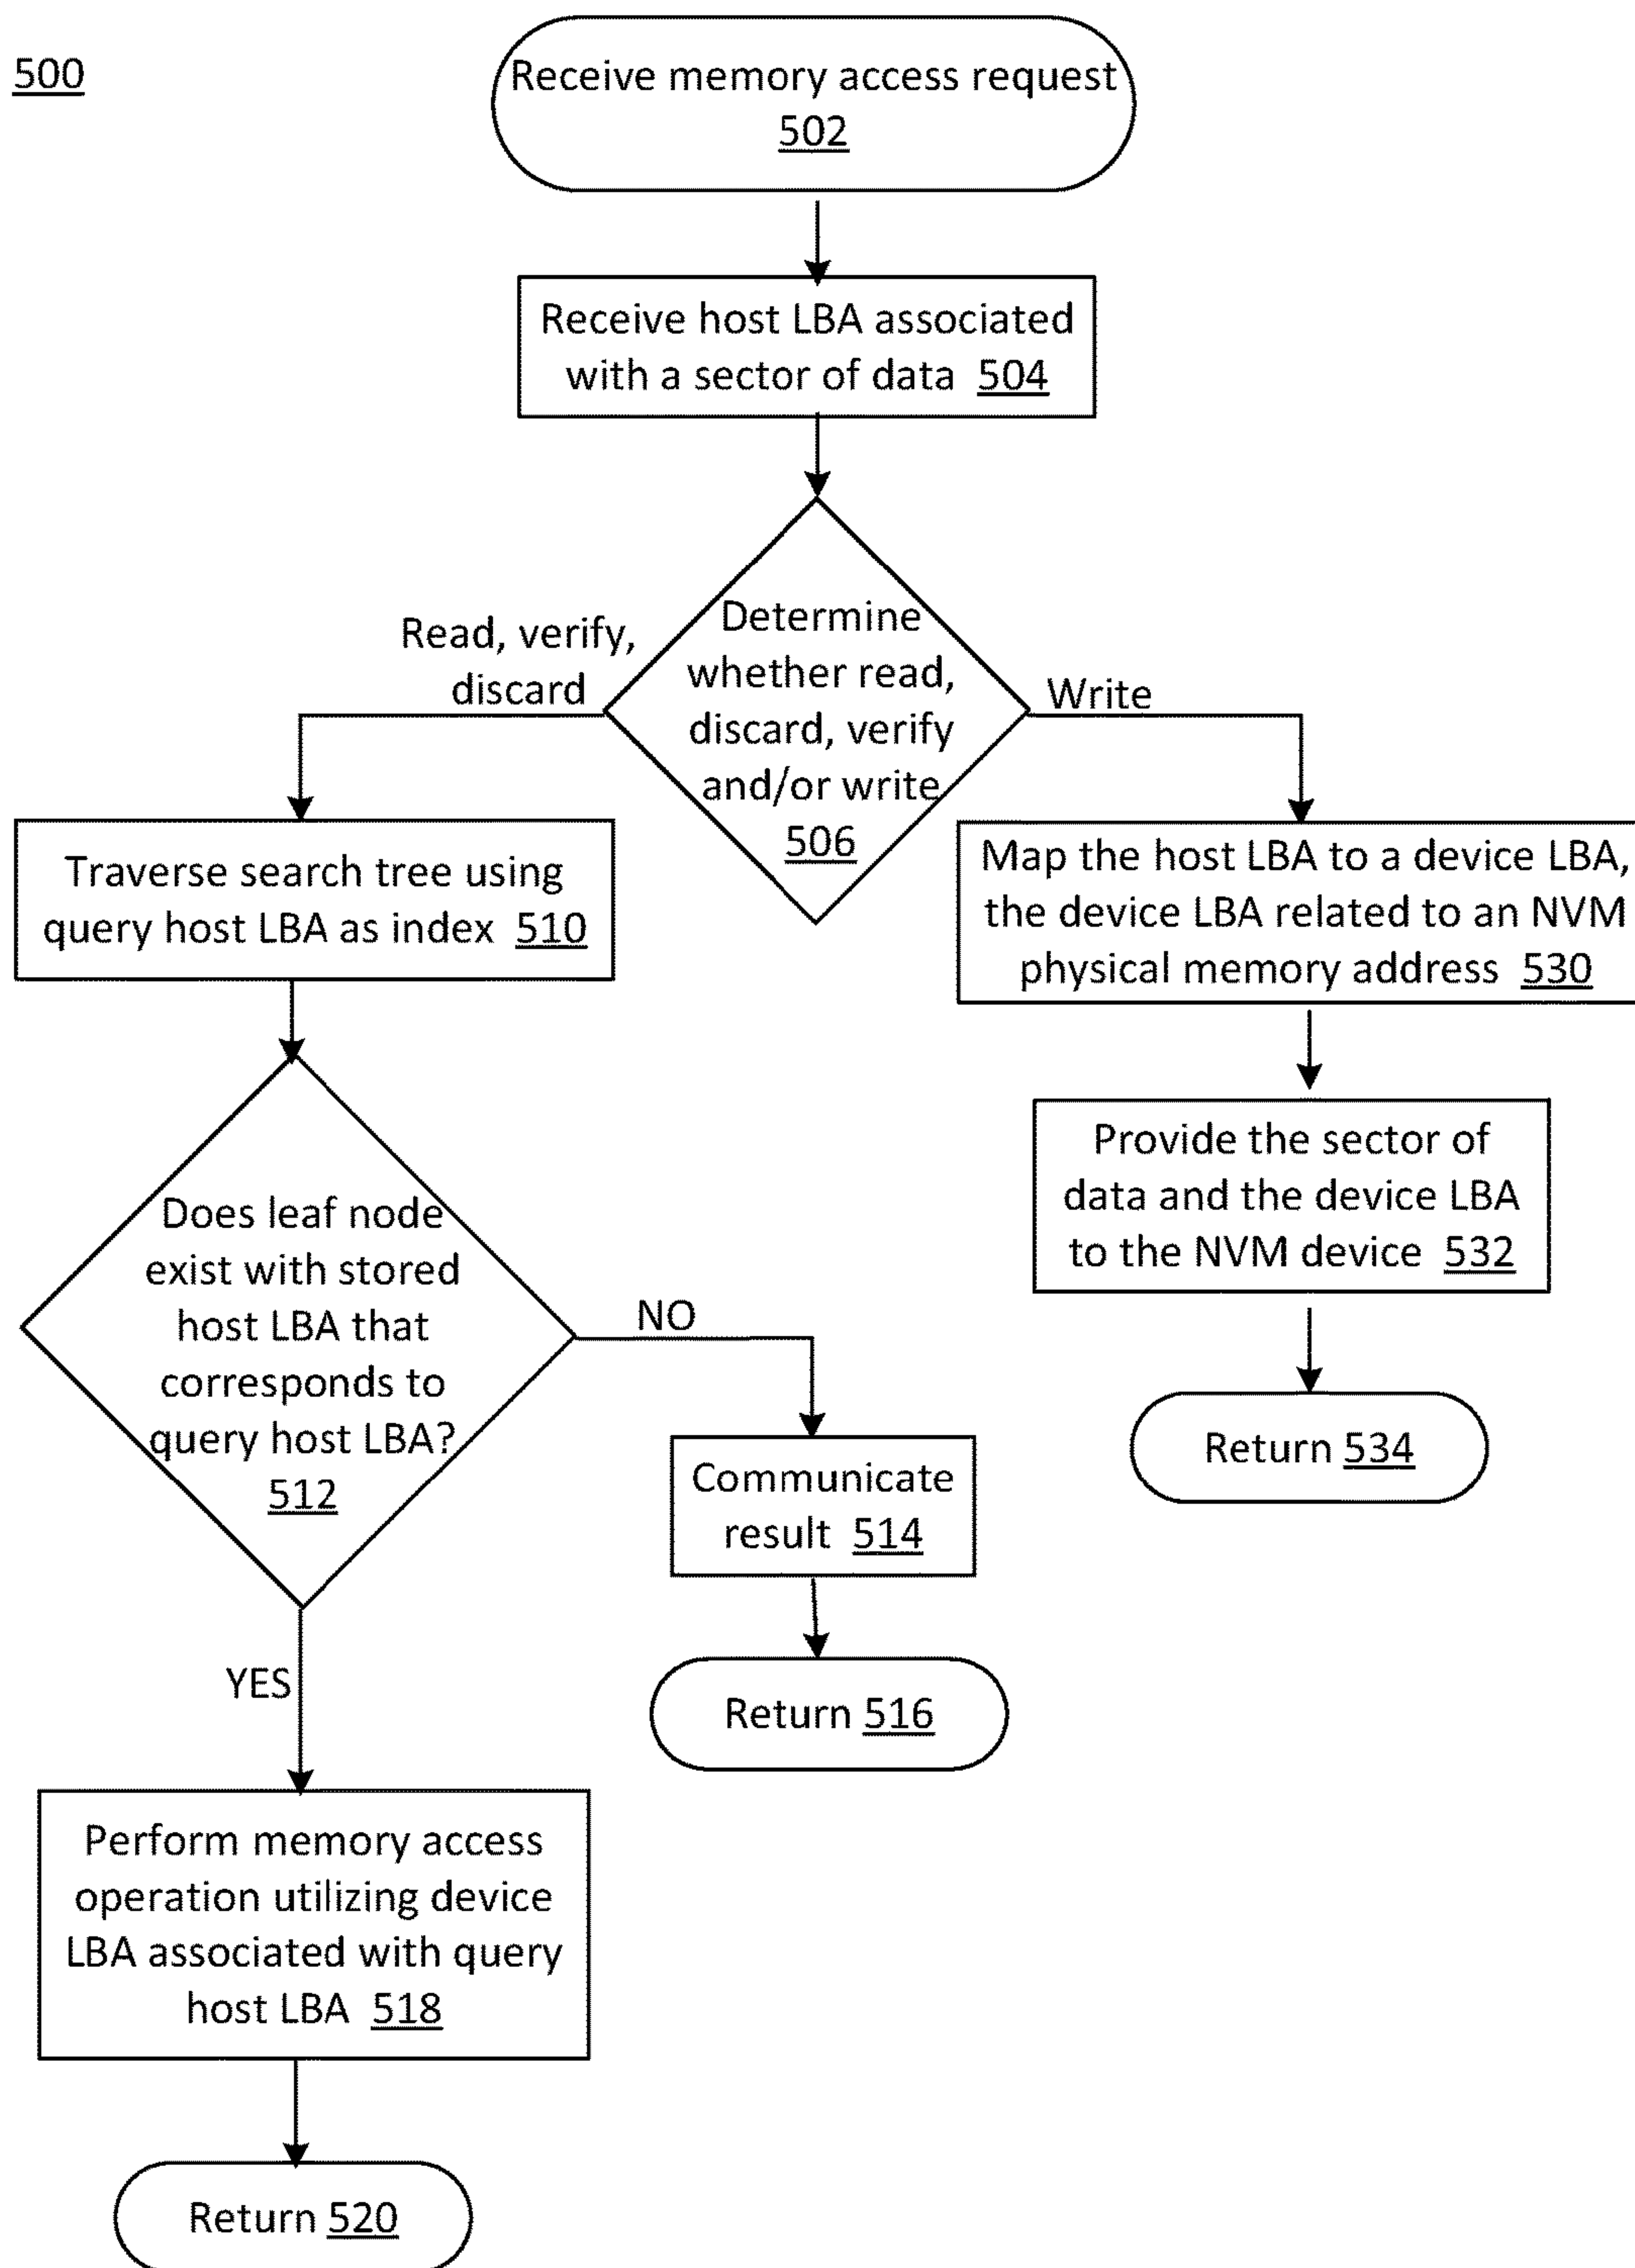 500
Receive memory access request
502
Receive host LBA associated
with a sector of data 504
Determine
whether read,
discard, verify
and/or write
506
Read, verify,
discard
Write
Traverse search tree using
query host LBA as index 510
Map the host LBA to a device LBA,
the device LBA related to an NVM
physical memory address 530
Does leaf node
exist with stored
host LBA that
corresponds to
query host LBA?
512
NO
YES
Provide the sector of
data and the device LBA
to the NVM device 532
Return 534
Communicate
result 514
Return 516
Perform memory access
operation utilizing device
LBA associated with query
host LBA 518
Return 520